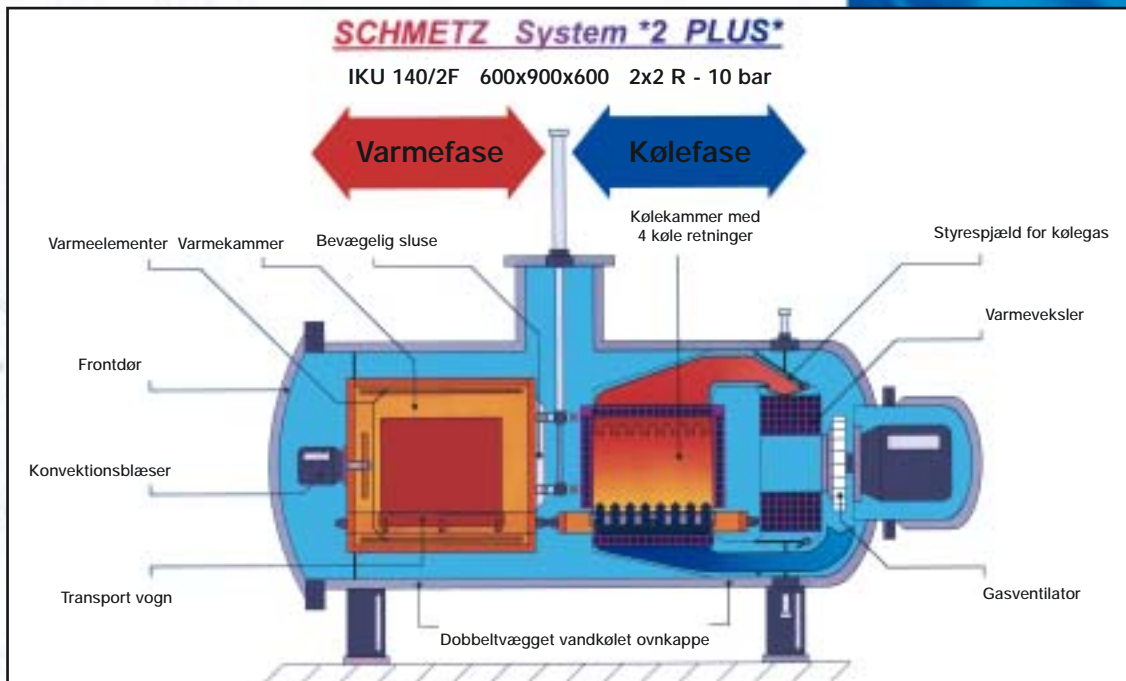 SCHMETZ System *2 PLUS*
IKU 140/2F 600x900x600 2x2 R - 10 bar
Varmefase
Kølefase
Kølekammer med
4 køle retninger
Varmeelementer
Varmekammer
Bevægelig sluse
Styrespjæld for kølegas
Varmeveksler
Frontdør
Konvektionsblæser
Transport vogn
Gasventilator
Dobbeltvægget vandkølet ovnkappe